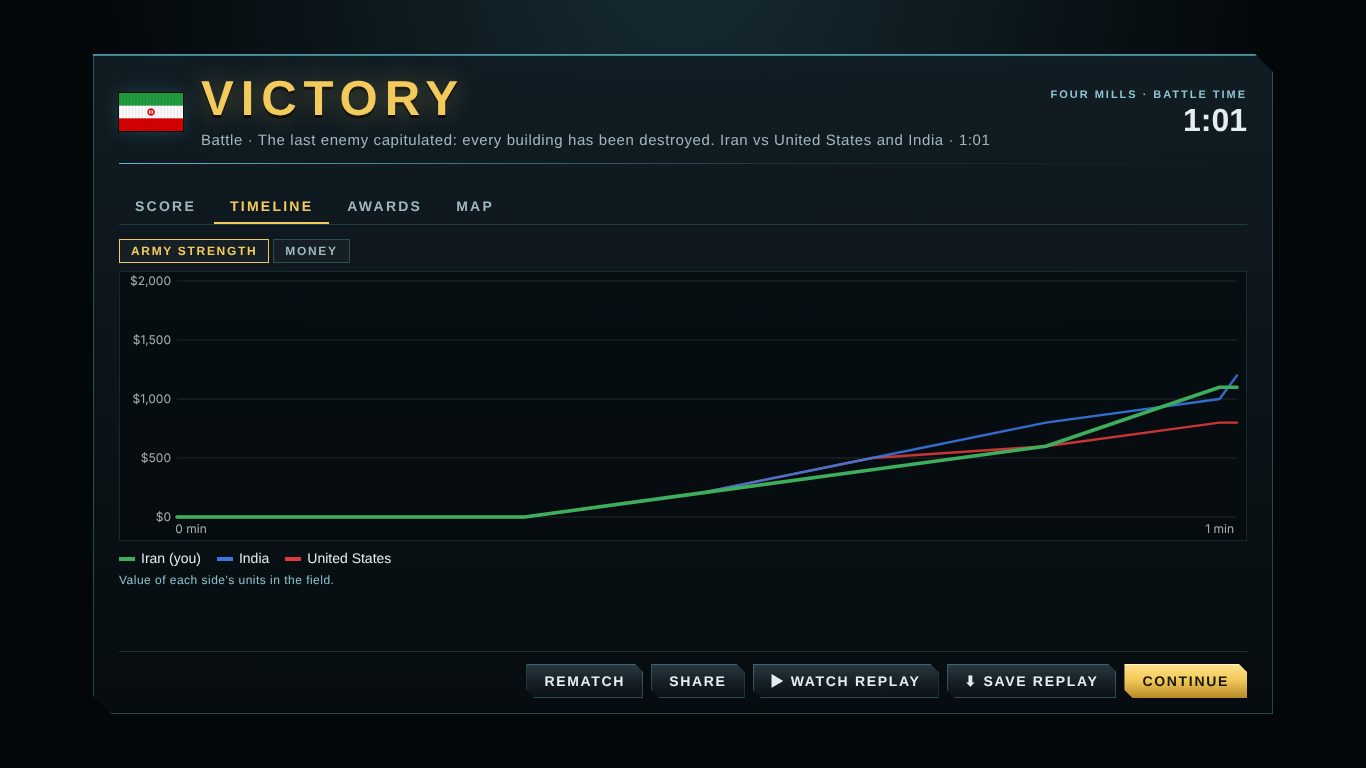 VICTORY
Battle · The last enemy capitulated: every building has been destroyed. Iran vs United States and India · 1:01
FOUR MILLS · BATTLE TIME
1:01
SCORE TIMELINE AWARDS MAP
ARMY STRENGTH MONEY
$2,000
$1,500
$1,000
$500
$0
0 min 1 min
Iran (you) India United States
Value of each side's units in the field.
REMATCH SHARE ▶ WATCH REPLAY ⬇ SAVE REPLAY CONTINUE